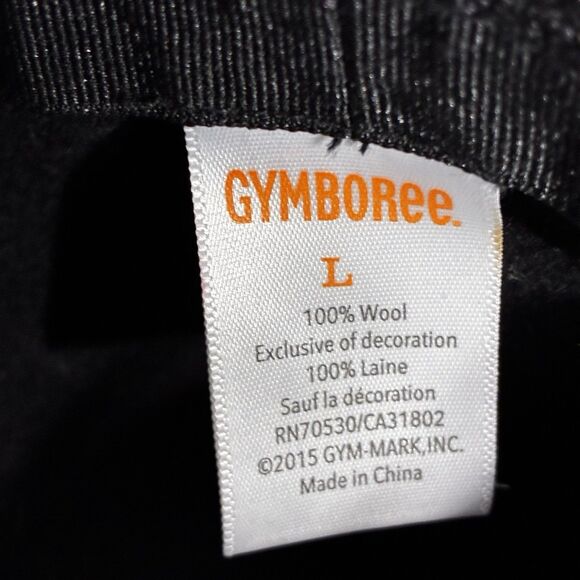 GYMBOREE.
L
100% Wool
Exclusive of decoration
100% Laine
Sauf la décoration
RN70530/CA31802
©2015 GYM-MARK,INC.
Made in China